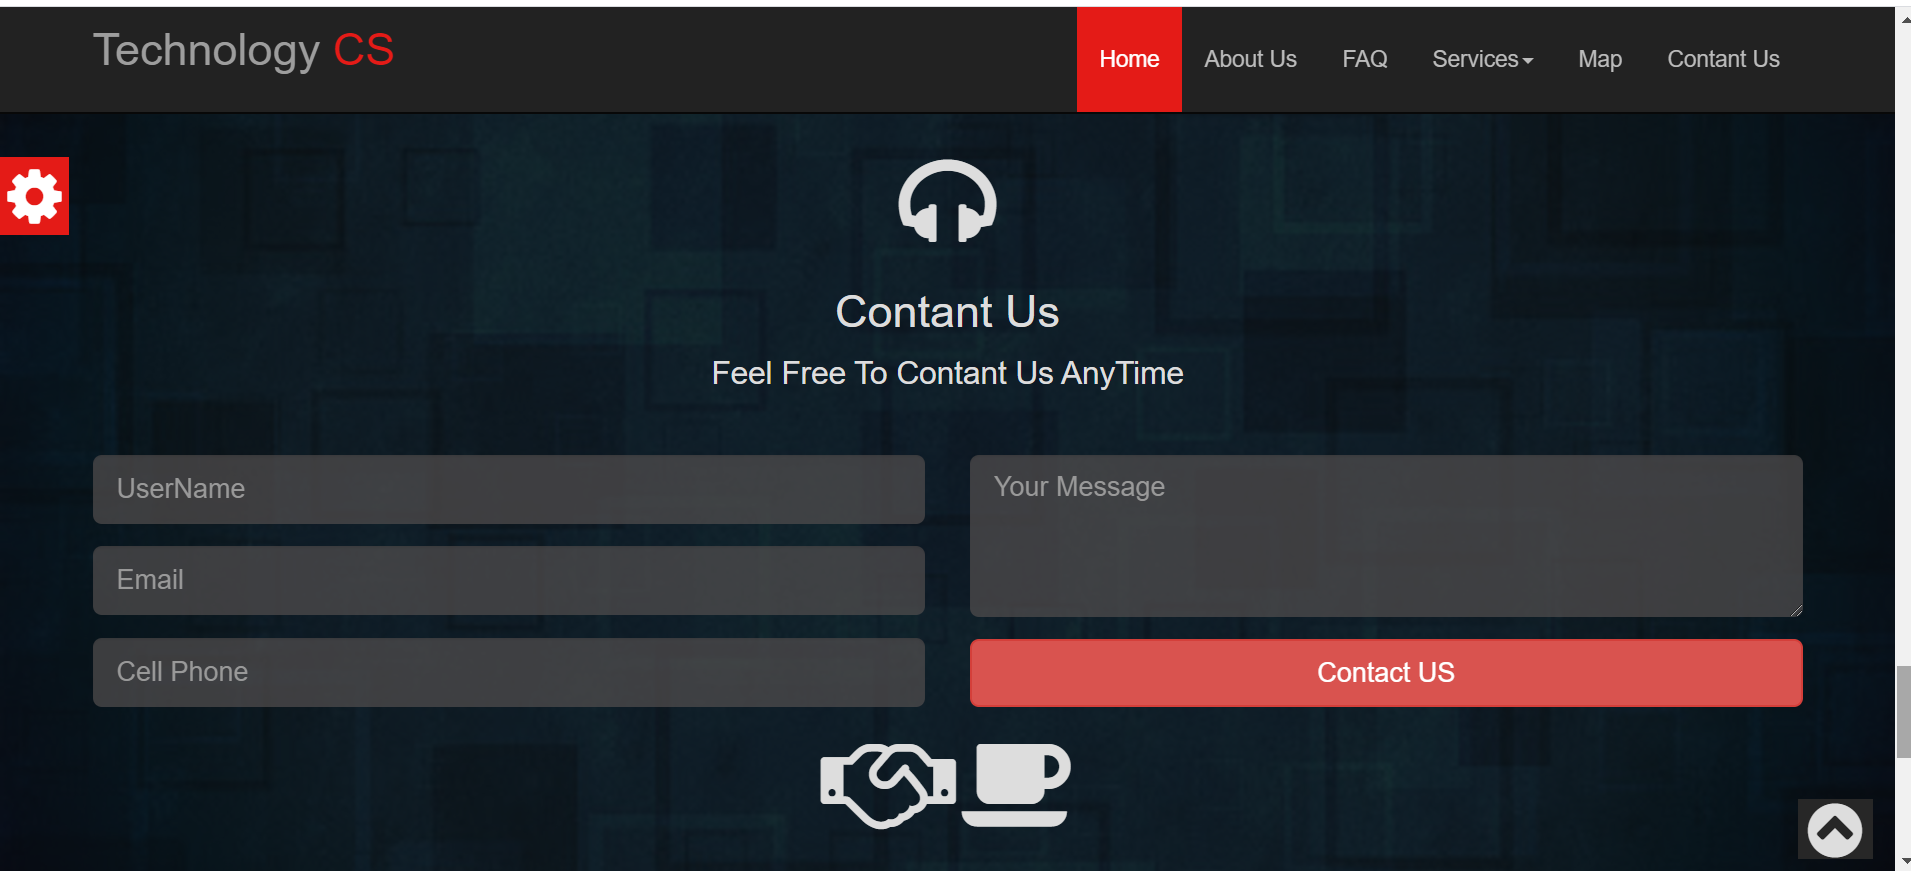 Technology CS
Home About Us FAQ Services Map Contant Us
Contant Us
Feel Free To Contant Us AnyTime
UserName
Email
Cell Phone
Your Message
Contact US